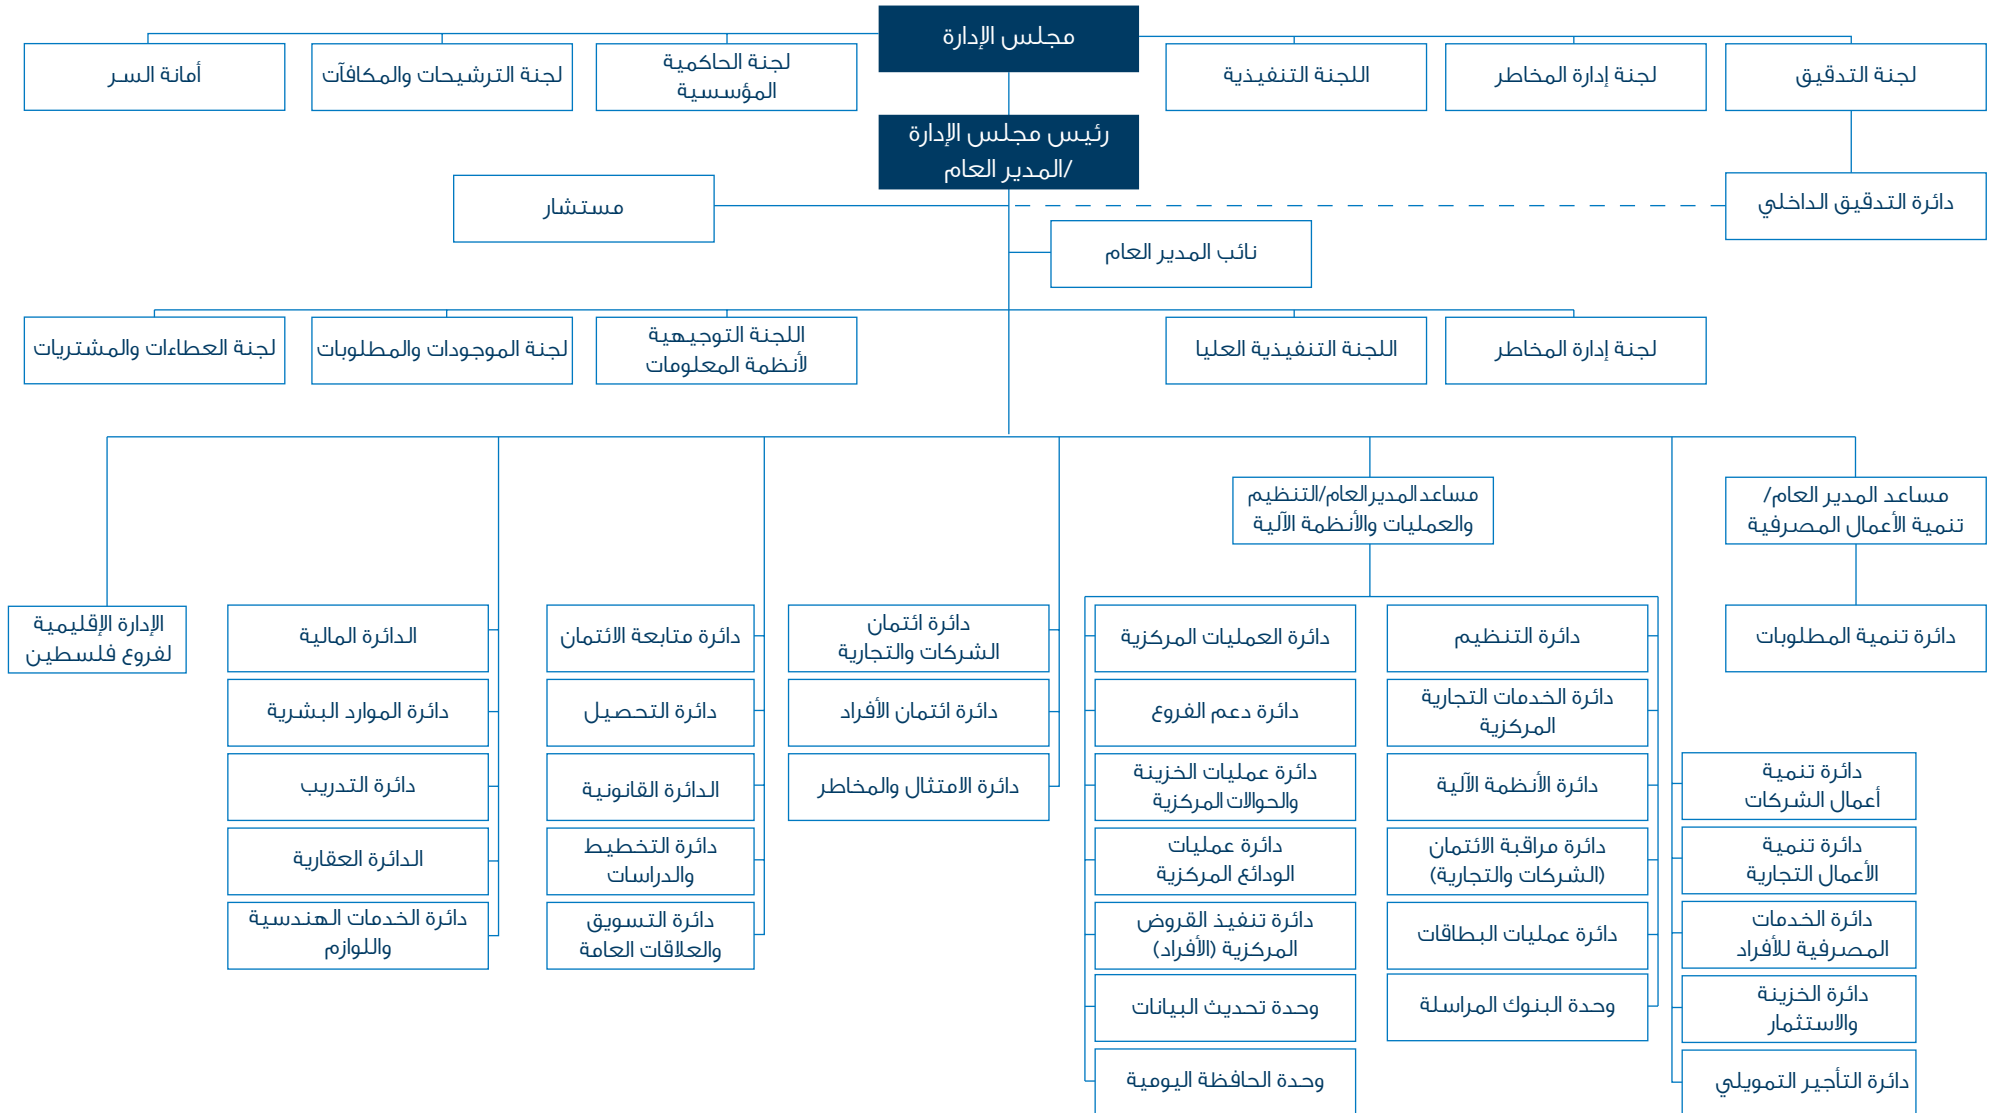 مجلس الإدارة
لجنة التدقيق
لجنة إدارة المخاطر
اللجنة التنفيذية
لجنة الحاكمية
المؤسسية
لجنة الترشيحات والمكافآت
أمانة السر
رئيس مجلس الإدارة
/المدير العام
دائرة التدقيق الداخلي
مستشار
نائب المدير العام
لجنة إدارة المخاطر
اللجنة التنفيذية العليا
اللجنة التوجيهية
لأنظمة المعلومات
لجنة الموجودات والمطلوبات
لجنة العطاءات والمشتريات
مساعد المدير العام/
تنمية الأعمال المصرفية
مساعد المدير العام/التنظيم
والعمليات والأنظمة الآلية
دائرة تنمية المطلوبات
دائرة تنمية
أعمال الشركات
دائرة تنمية
الأعمال التجارية
دائرة الخدمات
المصرفية للأفراد
دائرة الخزينة
والاستثمار
دائرة التأجير التمويلي
دائرة التنظيم
دائرة الخدمات التجارية
المركزية
دائرة الأنظمة الآلية
دائرة مراقبة الائتمان
(الشركات والتجارية)
دائرة عمليات البطاقات
وحدة البنوك المراسلة
دائرة العمليات المركزية
دائرة دعم الفروع
دائرة عمليات الخزينة
والحوالات المركزية
دائرة عمليات
الودائع المركزية
دائرة تنفيذ القروض
المركزية (الأفراد)
وحدة تحديث البيانات
وحدة الحافظة اليومية
دائرة ائتمان
الشركات والتجارية
دائرة ائتمان الأفراد
دائرة الامتثال والمخاطر
دائرة متابعة الائتمان
دائرة التحصيل
الدائرة القانونية
دائرة التخطيط
والدراسات
دائرة التسويق
والعلاقات العامة
الدائرة المالية
دائرة الموارد البشرية
دائرة التدريب
الدائرة العقارية
دائرة الخدمات الهندسية
واللوازم
الإدارة الإقليمية
لفروع فلسطين